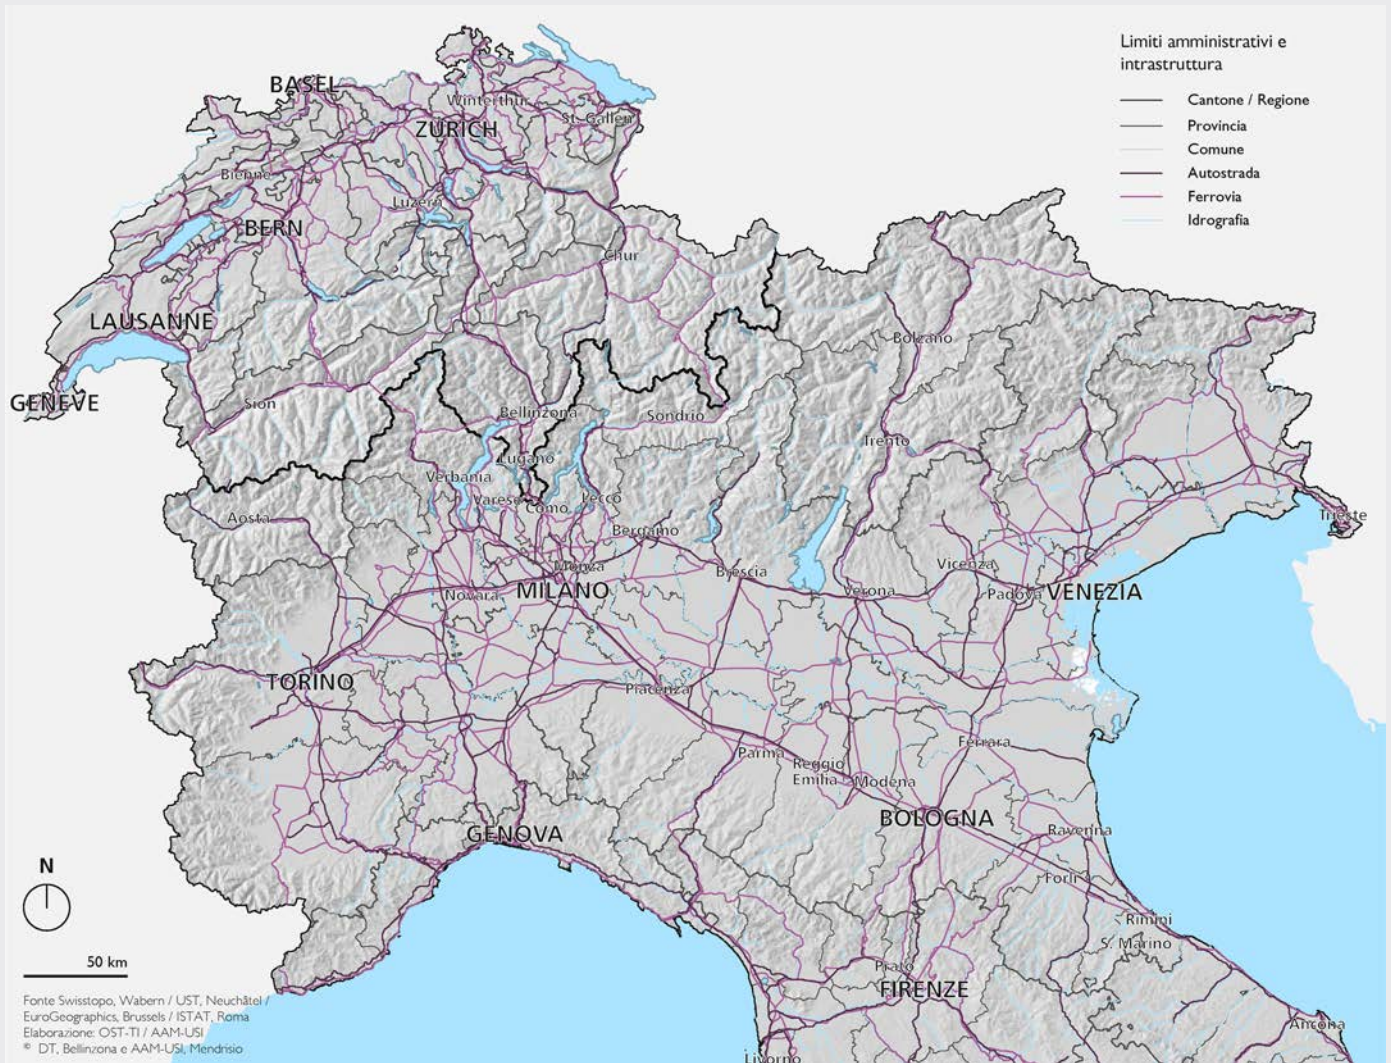 Limiti amministrativi e
intrastruttura
Cantone / Regione
Provincia
Comune
Autostrada
Ferrovia
Idrografia
BASEL
Winterthur
ZÜRICH
St. Gallen
Bienne
Luzern
BERN
Chur
LAUSANNE
Bolzano
GENÈVE
Sion
Bellinzona
Sondrio
Trento
Lugano
Verbania
Varese
Como
Lecco
Aosta
Trieste
Bergamo
Monza
Brescia
Vicenza
Novara
MILANO
Verona
Padova
VENEZIA
TORINO
Piacenza
Ferrara
Parma
Reggio
Emilia
Modena
BOLOGNA
GENOVA
Ravenna
Forlì
Rimini
S. Marino
Prato
FIRENZE
Ancona
Livorno
N
50 km
Fonte Swisstopo, Wabern / UST, Neuchâtel /
EuroGeographics, Brussels / ISTAT, Roma
Elaborazione: OST-TI / AAM-USI
© DT, Bellinzona e AAM-USI, Mendrisio